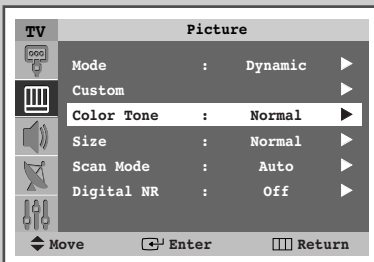 TV Picture
Mode : Dynamic
Custom
Color Tone : Normal
Size : Normal
Scan Mode : Auto
Digital NR : Off
Move Enter Return